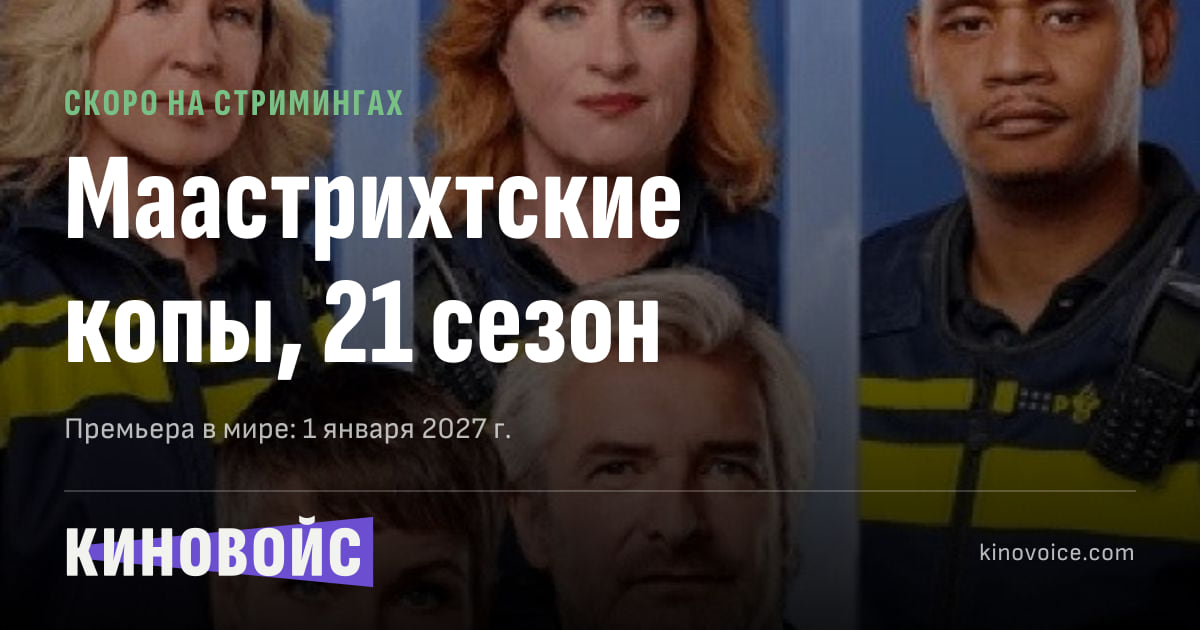 СКОРО НА СТРИМИНГАХ
Маастрихтские
копы, 21 сезон
Премьера в мире: 1 января 2027 г.
КИНОВОЙС
kinovoice.com